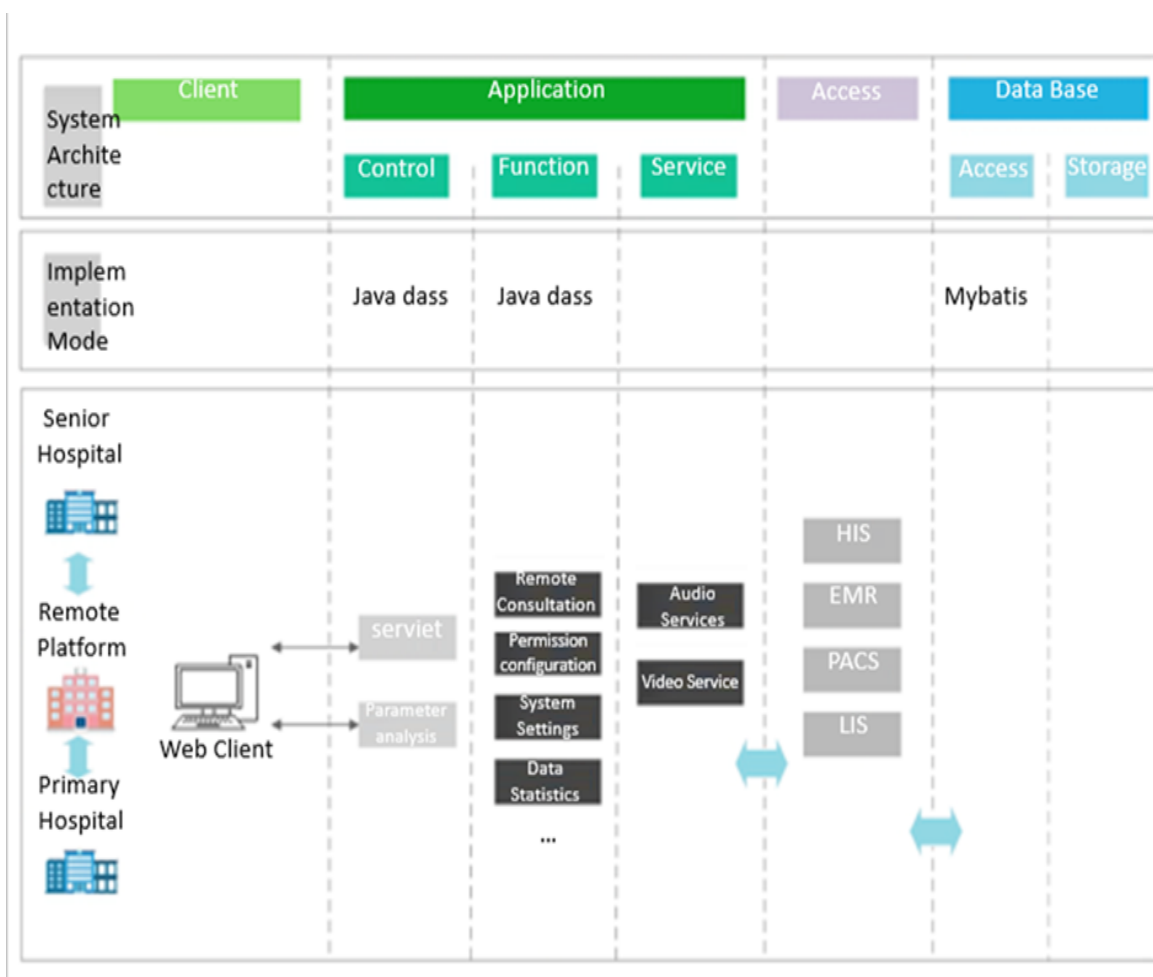 Client
Application
Access
Data Base
System
Archite
cture
Control
Function
Service
Access
Storage
Implem
entation
Mode
Java dass
Java dass
Mybatis
Senior
Hospital
Remote
Platform
Primary
Hospital
Web Client
serviet
Parameter
analysis
Remote
Consultation
Permission
configuration
System
Settings
Data
Statistics
...
Audio
Services
Video Service
HIS
EMR
PACS
LIS